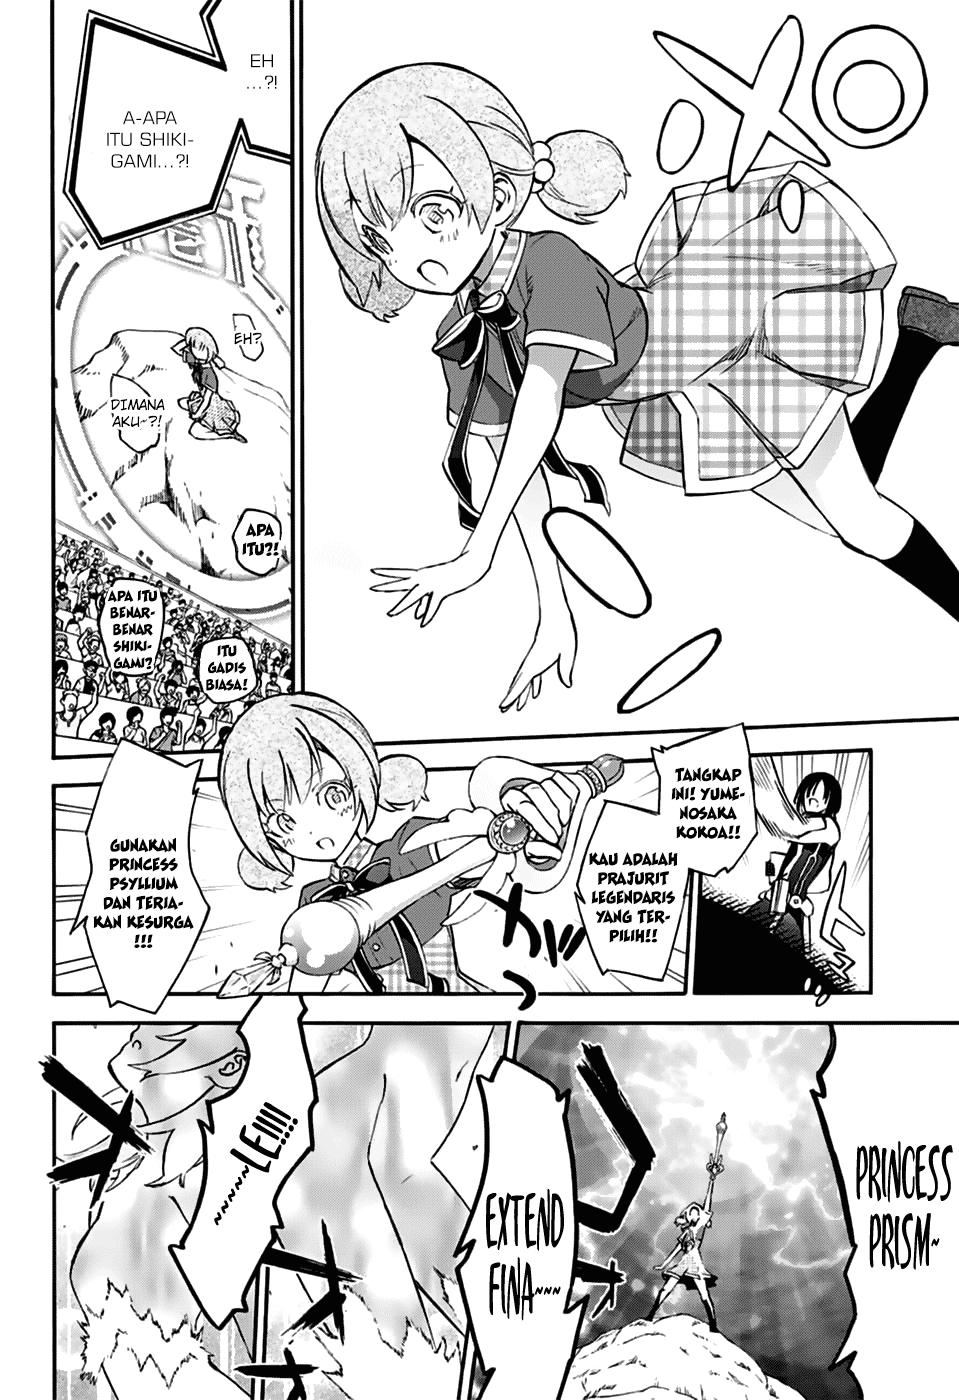 EH
...?!
A-APA
ITU SHIKI-
GAMI...?!
EH?
DIMANA
AKU~?!
APA
ITU?!
APA ITU
BENAR-
BENAR
SHIKI-
GAMI?
ITU
GADIS
BIASA!
TANGKAP
INI! YUME-
NOSAKA
KOKOA!!
KAU ADALAH
PRAJURIT
LEGENDARIS
YANG TER-
PILIH!!
GUNAKAN
PRINCESS
PSYLLIUM
DAN TERIA-
KAN KESURGA
!!!
PRINCESS
PRISM~
EXTEND
FINA~~~
~~~~~LE!!!!